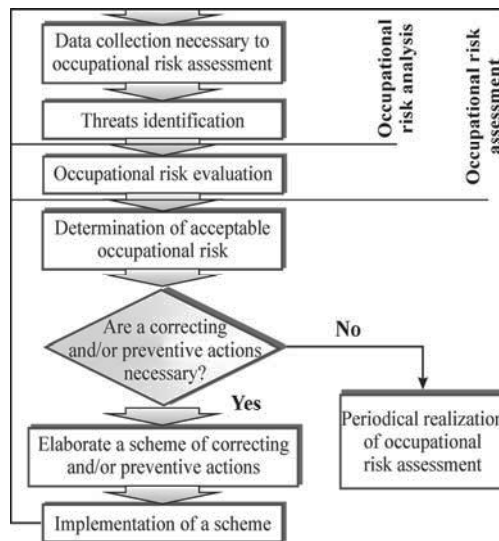 Data collection necessary to
occupational risk assessment
Threats identification
Occupational risk evaluation
Determination of acceptable
occupational risk
Are a correcting
and/or preventive actions
necessary?
No
Yes
Elaborate a scheme of correcting
and/or preventive actions
Implementation of a scheme
Periodical realization
of occupational
risk assessment
Occupational
risk analysis
Occupational risk
assessment